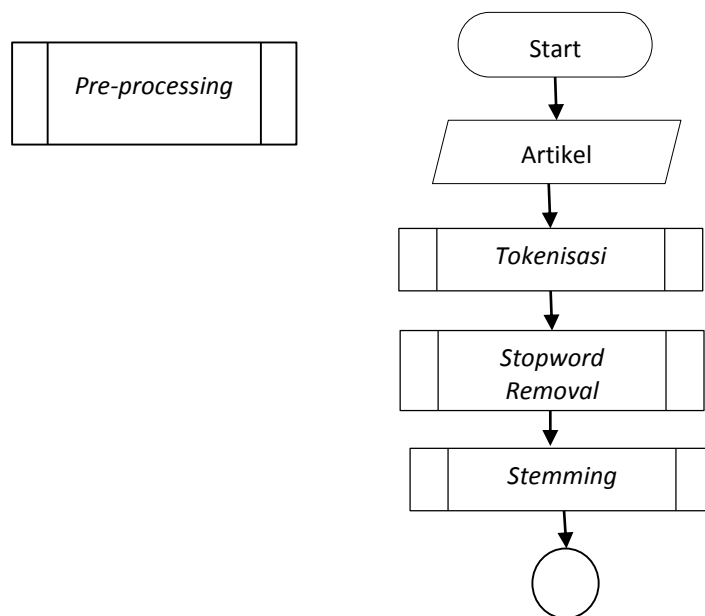 Pre-processing
Start
Artikel
Tokenisasi
Stopword
Removal
Stemming